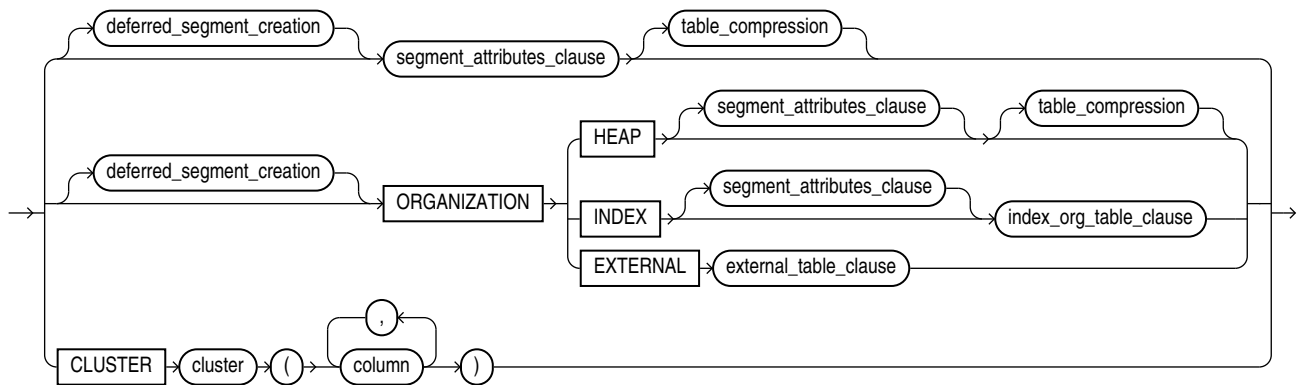 deferred_segment_creation table_compression
segment_attributes_clause
segment_attributes_clause table_compression
HEAP
deferred_segment_creation segment_attributes_clause
ORGANIZATION INDEX index_org_table_clause
EXTERNAL external_table_clause
,
CLUSTER cluster ( column )